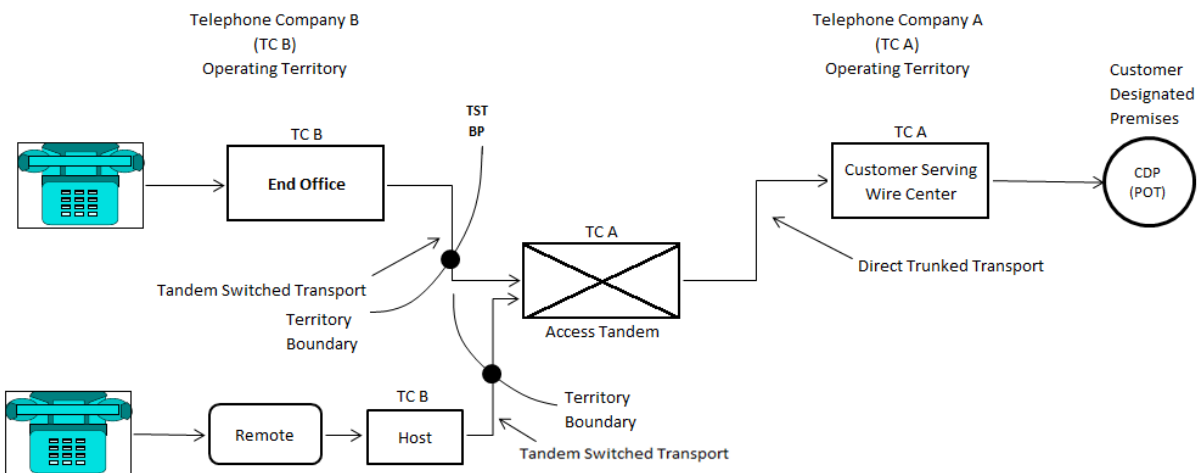 Telephone Company B
(TC B)
Operating Territory
Telephone Company A
(TC A)
Operating Territory
Customer
Designated
Premises
TST
BP
TC B
End Office
TC A
Customer Serving
Wire Center
CDP
(POT)
TC A
Access Tandem
Direct Trunked Transport
Tandem Switched Transport
Territory
Boundary
TC B
Remote
Host
Territory
Boundary
Tandem Switched Transport